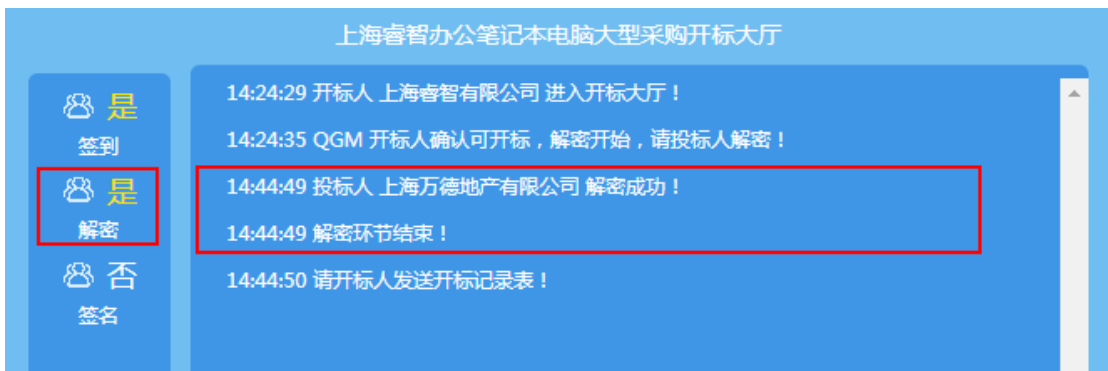 上海睿智办公笔记本电脑大型采购开标大厅
是
签到
是
解密
否
签名
14:24:29 开标人 上海睿智有限公司 进入开标大厅！
14:24:35 QGM 开标人确认可开标，解密开始，请投标人解密！
14:44:49 投标人 上海万德地产有限公司 解密成功！
14:44:49 解密环节结束！
14:44:50 请开标人发送开标记录表！